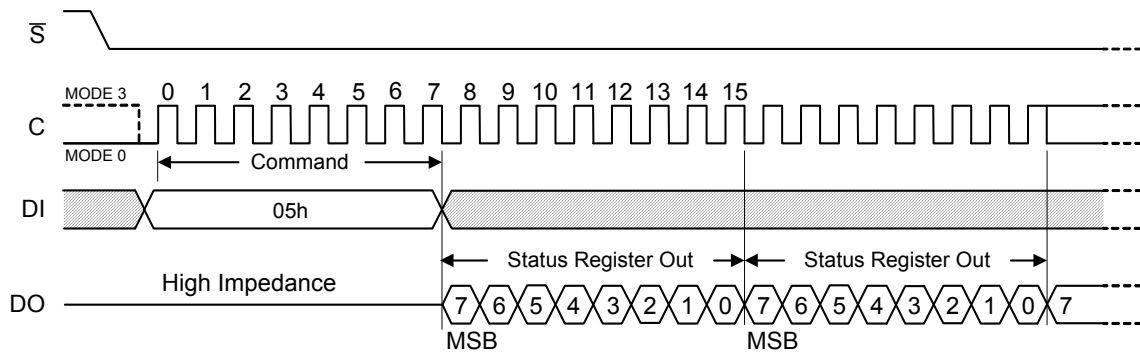 S
MODE 3
0 1 2 3 4 5 6 7 8 9 10 11 12 13 14 15
C
MODE 0
Command
DI
05h
Status Register Out
Status Register Out
High Impedance
DO
7 6 5 4 3 2 1 0 7 6 5 4 3 2 1 0 7
MSB
MSB